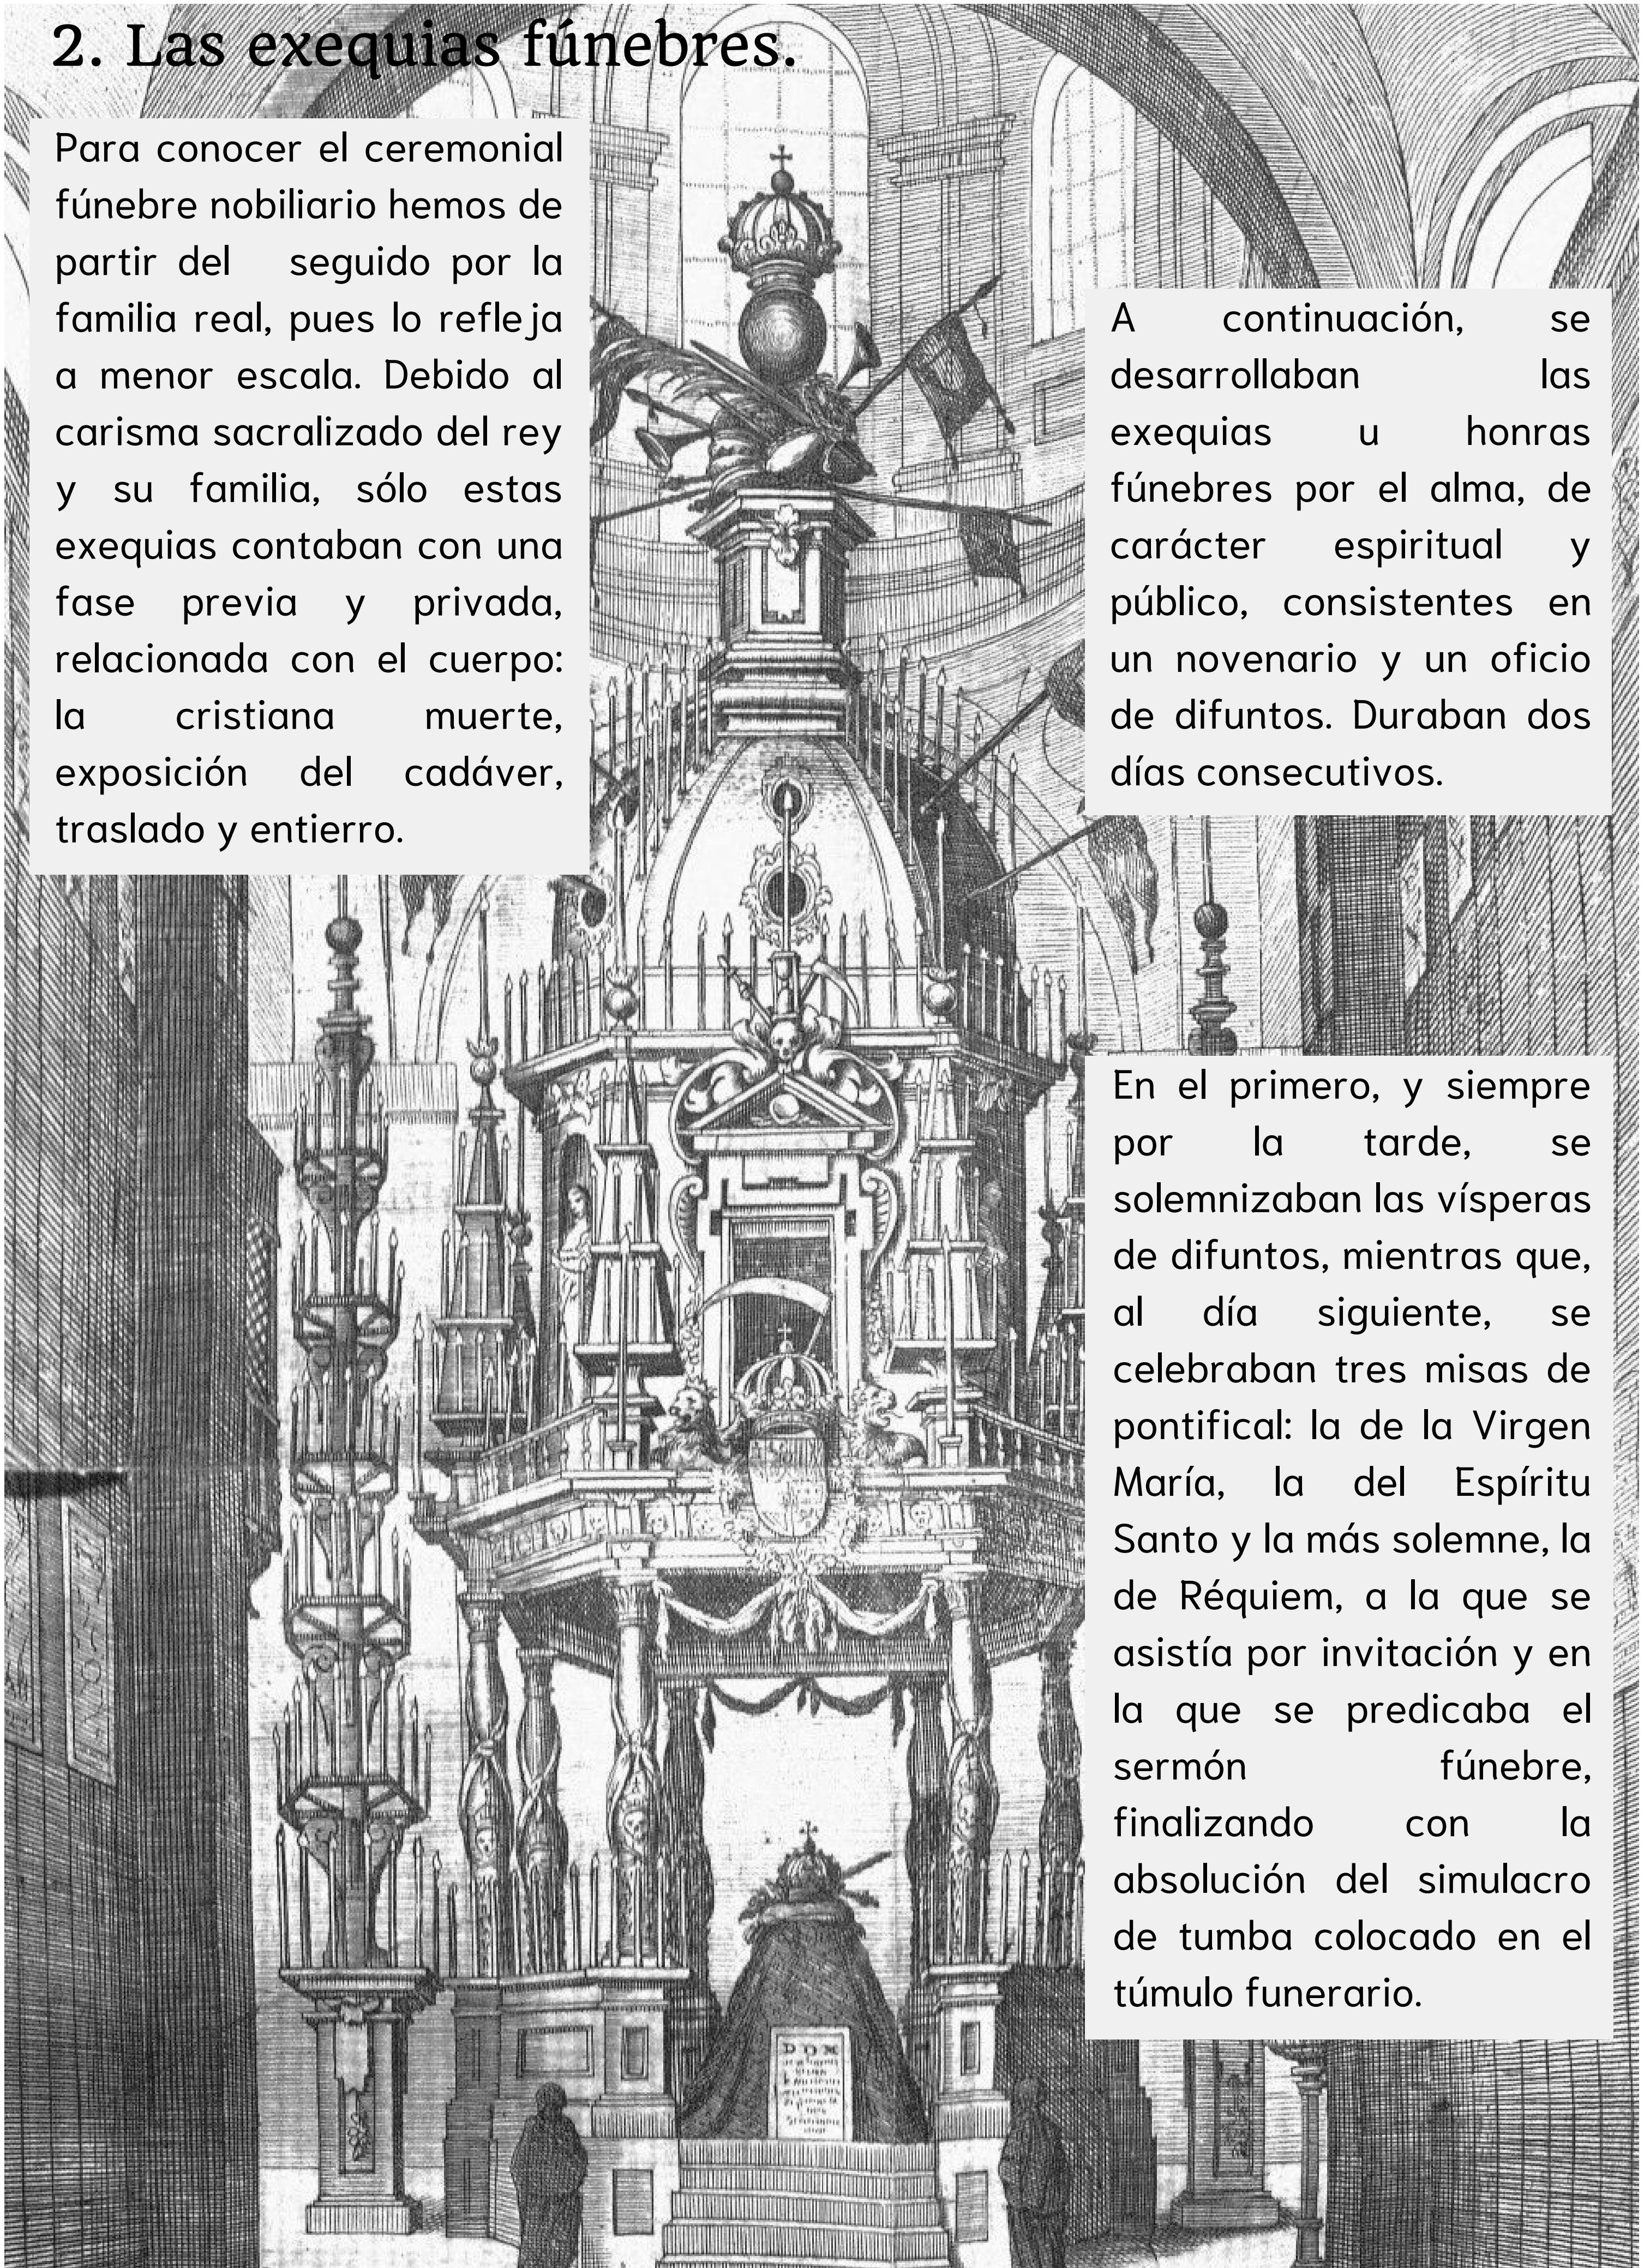 2. Las exequias fúnebres.
Para conocer el ceremonial
fúnebre nobiliario hemos de
partir del seguido por la
familia real, pues lo refleja
a menor escala. Debido al
carisma sacralizado del rey
y su familia, sólo estas
exequias contaban con una
fase previa y privada,
relacionada con el cuerpo:
la cristiana muerte,
exposición del cadáver,
traslado y entierro.
A continuación, se
desarrollaban las
exequias u honras
fúnebres por el alma, de
carácter espiritual y
público, consistentes en
un novenario y un oficio
de difuntos. Duraban dos
días consecutivos.
En el primero, y siempre
por la tarde, se
solemnizaban las vísperas
de difuntos, mientras que,
al día siguiente, se
celebraban tres misas de
pontifical: la de la Virgen
María, la del Espíritu
Santo y la más solemne, la
de Réquiem, a la que se
asistía por invitación y en
la que se predicaba el
sermón fúnebre,
finalizando con la
absolución del simulacro
de tumba colocado en el
túmulo funerario.
D O M